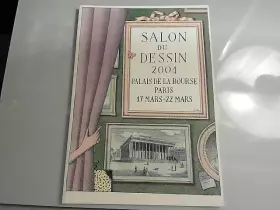 SALON
DU
DESSIN
2004
PALAIS DE LA BOURSE
PARIS
17 MARS-22 MARS